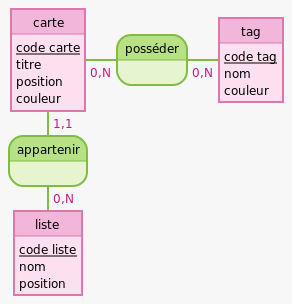 carte
code carte
titre
position
couleur
0,N
posséder
0,N
tag
code tag
nom
couleur
1,1
appartenir
0,N
liste
code liste
nom
position